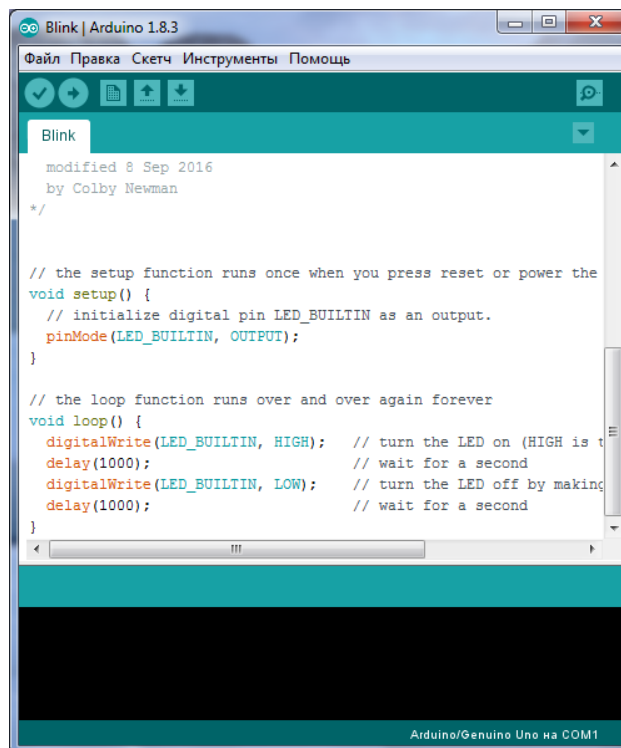 Blink | Arduino 1.8.3
Файл Правка Скетч Инструменты Помощь
Blink
modified 8 Sep 2016
by Colby Newman
*/
// the setup function runs once when you press reset or power the
void setup() {
// initialize digital pin LED_BUILTIN as an output.
pinMode(LED_BUILTIN, OUTPUT);
}
// the loop function runs over and over again forever
void loop() {
digitalWrite(LED_BUILTIN, HIGH);   // turn the LED on (HIGH is t
delay(1000);                       // wait for a second
digitalWrite(LED_BUILTIN, LOW);    // turn the LED off by making
delay(1000);                       // wait for a second
}
Arduino/Genuino Uno на COM1